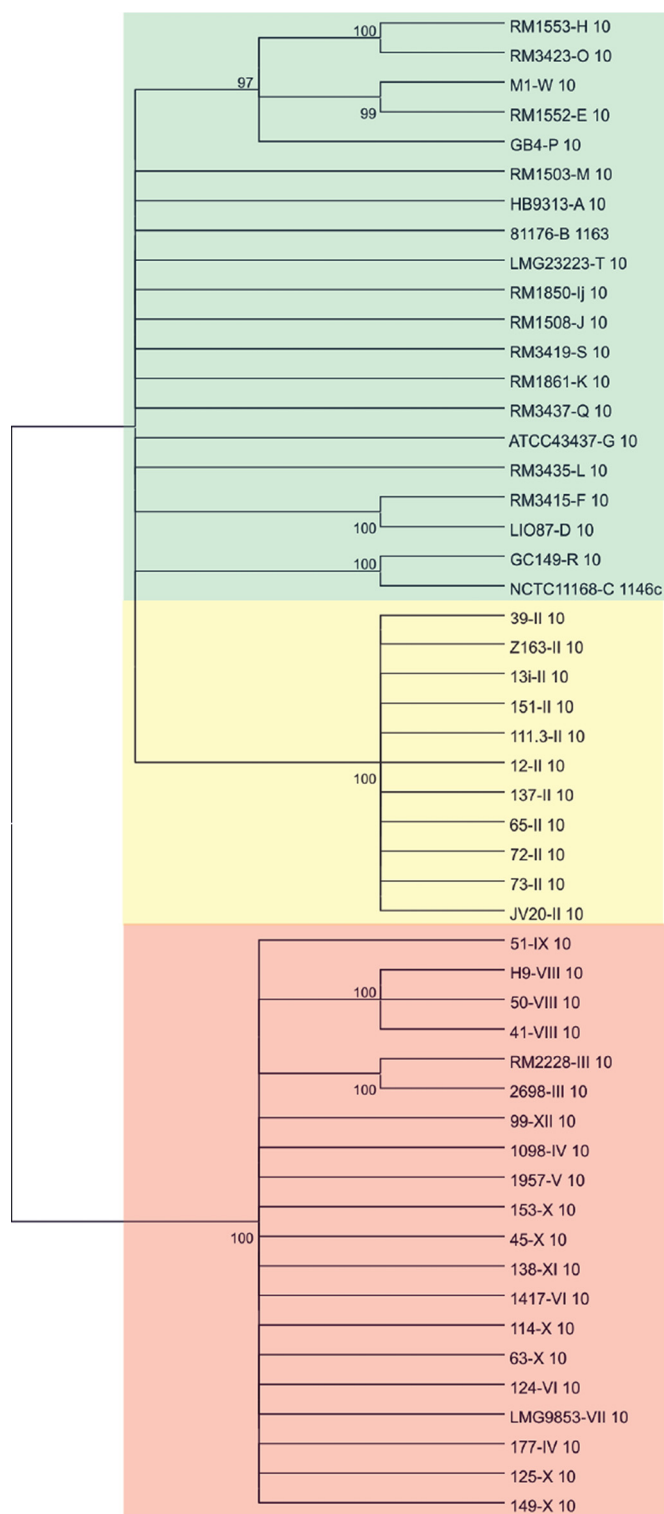 RM1553-H 10
100
RM3423-O 10
M1-W 10
97
RM1552-E 10
99
GB4-P 10
RM1503-M 10
HB9313-A 10
81176-B 1163
LMG23223-T 10
RM1850-Ij 10
RM1508-J 10
RM3419-S 10
RM1861-K 10
RM3437-Q 10
ATCC43437-G 10
RM3435-L 10
RM3415-F 10
100
LIO87-D 10
GC149-R 10
100
NCTC11168-C 1146c
39-II 10
Z163-II 10
13i-II 10
151-II 10
111.3-II 10
12-II 10
100
137-II 10
65-II 10
72-II 10
73-II 10
JV20-II 10
51-IX 10
H9-VIII 10
100
50-VIII 10
41-VIII 10
RM2228-III 10
100
2698-III 10
99-XII 10
1098-IV 10
1957-V 10
153-X 10
100
45-X 10
138-XI 10
1417-VI 10
114-X 10
63-X 10
124-VI 10
LMG9853-VII 10
177-IV 10
125-X 10
149-X 10